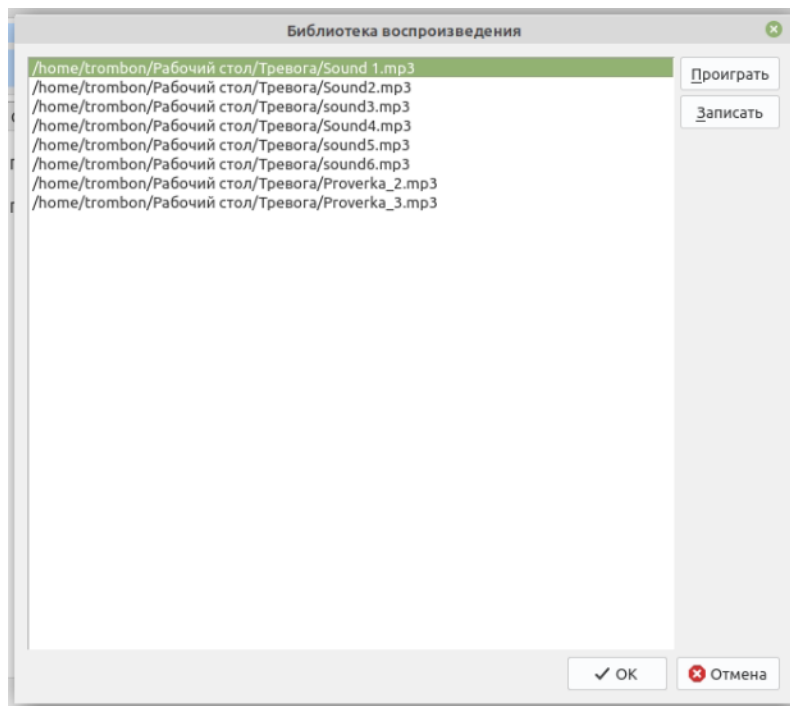 Библиотека воспроизведения
/home/trombon/Рабочий стол/Тревога/Sound 1.mp3
/home/trombon/Рабочий стол/Тревога/Sound2.mp3
/home/trombon/Рабочий стол/Тревога/sound3.mp3
/home/trombon/Рабочий стол/Тревога/Sound4.mp3
/home/trombon/Рабочий стол/Тревога/sound5.mp3
/home/trombon/Рабочий стол/Тревога/sound6.mp3
/home/trombon/Рабочий стол/Тревога/Proverka_2.mp3
/home/trombon/Рабочий стол/Тревога/Proverka_3.mp3
Проиграть
Записать
OK
Отмена